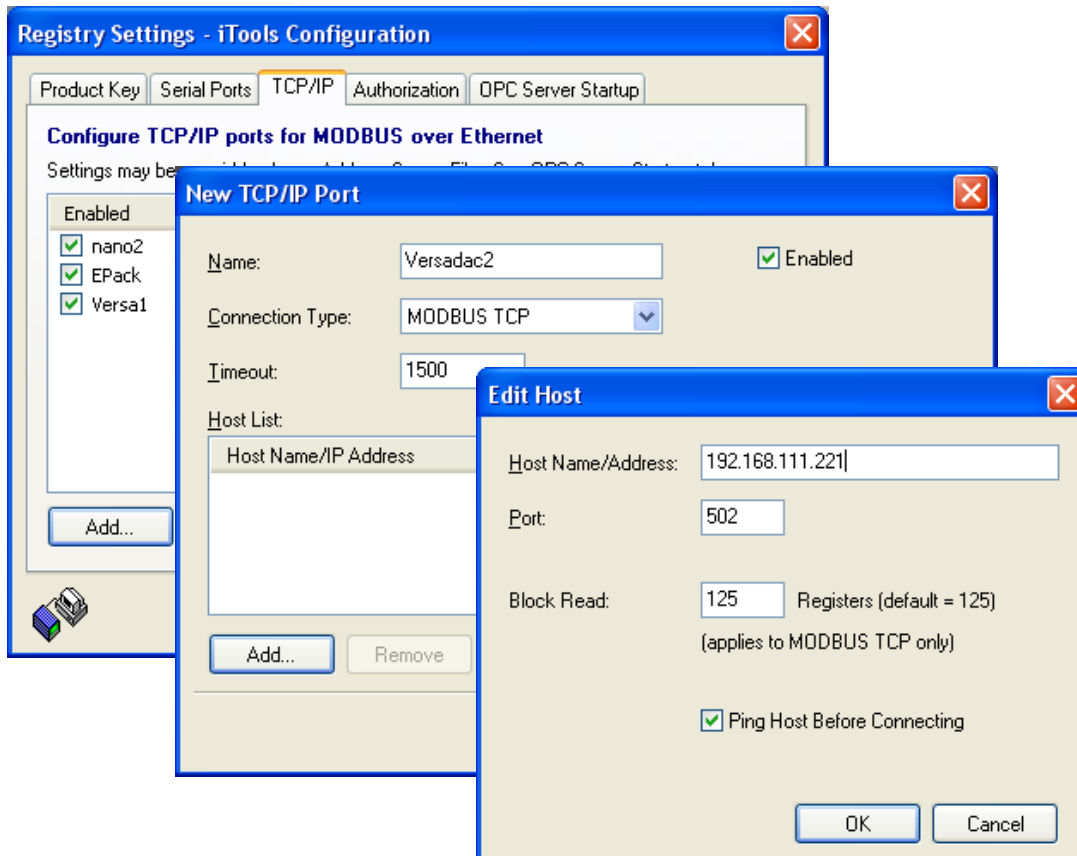 Registry Settings - iTools Configuration
Product Key Serial Ports TCP/IP Authorization OPC Server Startup
Configure TCP/IP ports for MODBUS over Ethernet
Settings may be
Enabled
nano2
EPack
Versa1
Add...
New TCP/IP Port
Name: Versadac2 Enabled
Connection Type: MODBUS TCP
Timeout: 1500
Host List:
Host Name/IP Address
Add... Remove
Edit Host
Host Name/Address: 192.168.111.221
Port: 502
Block Read: 125 Registers (default = 125)
(applies to MODBUS TCP only)
Ping Host Before Connecting
OK Cancel